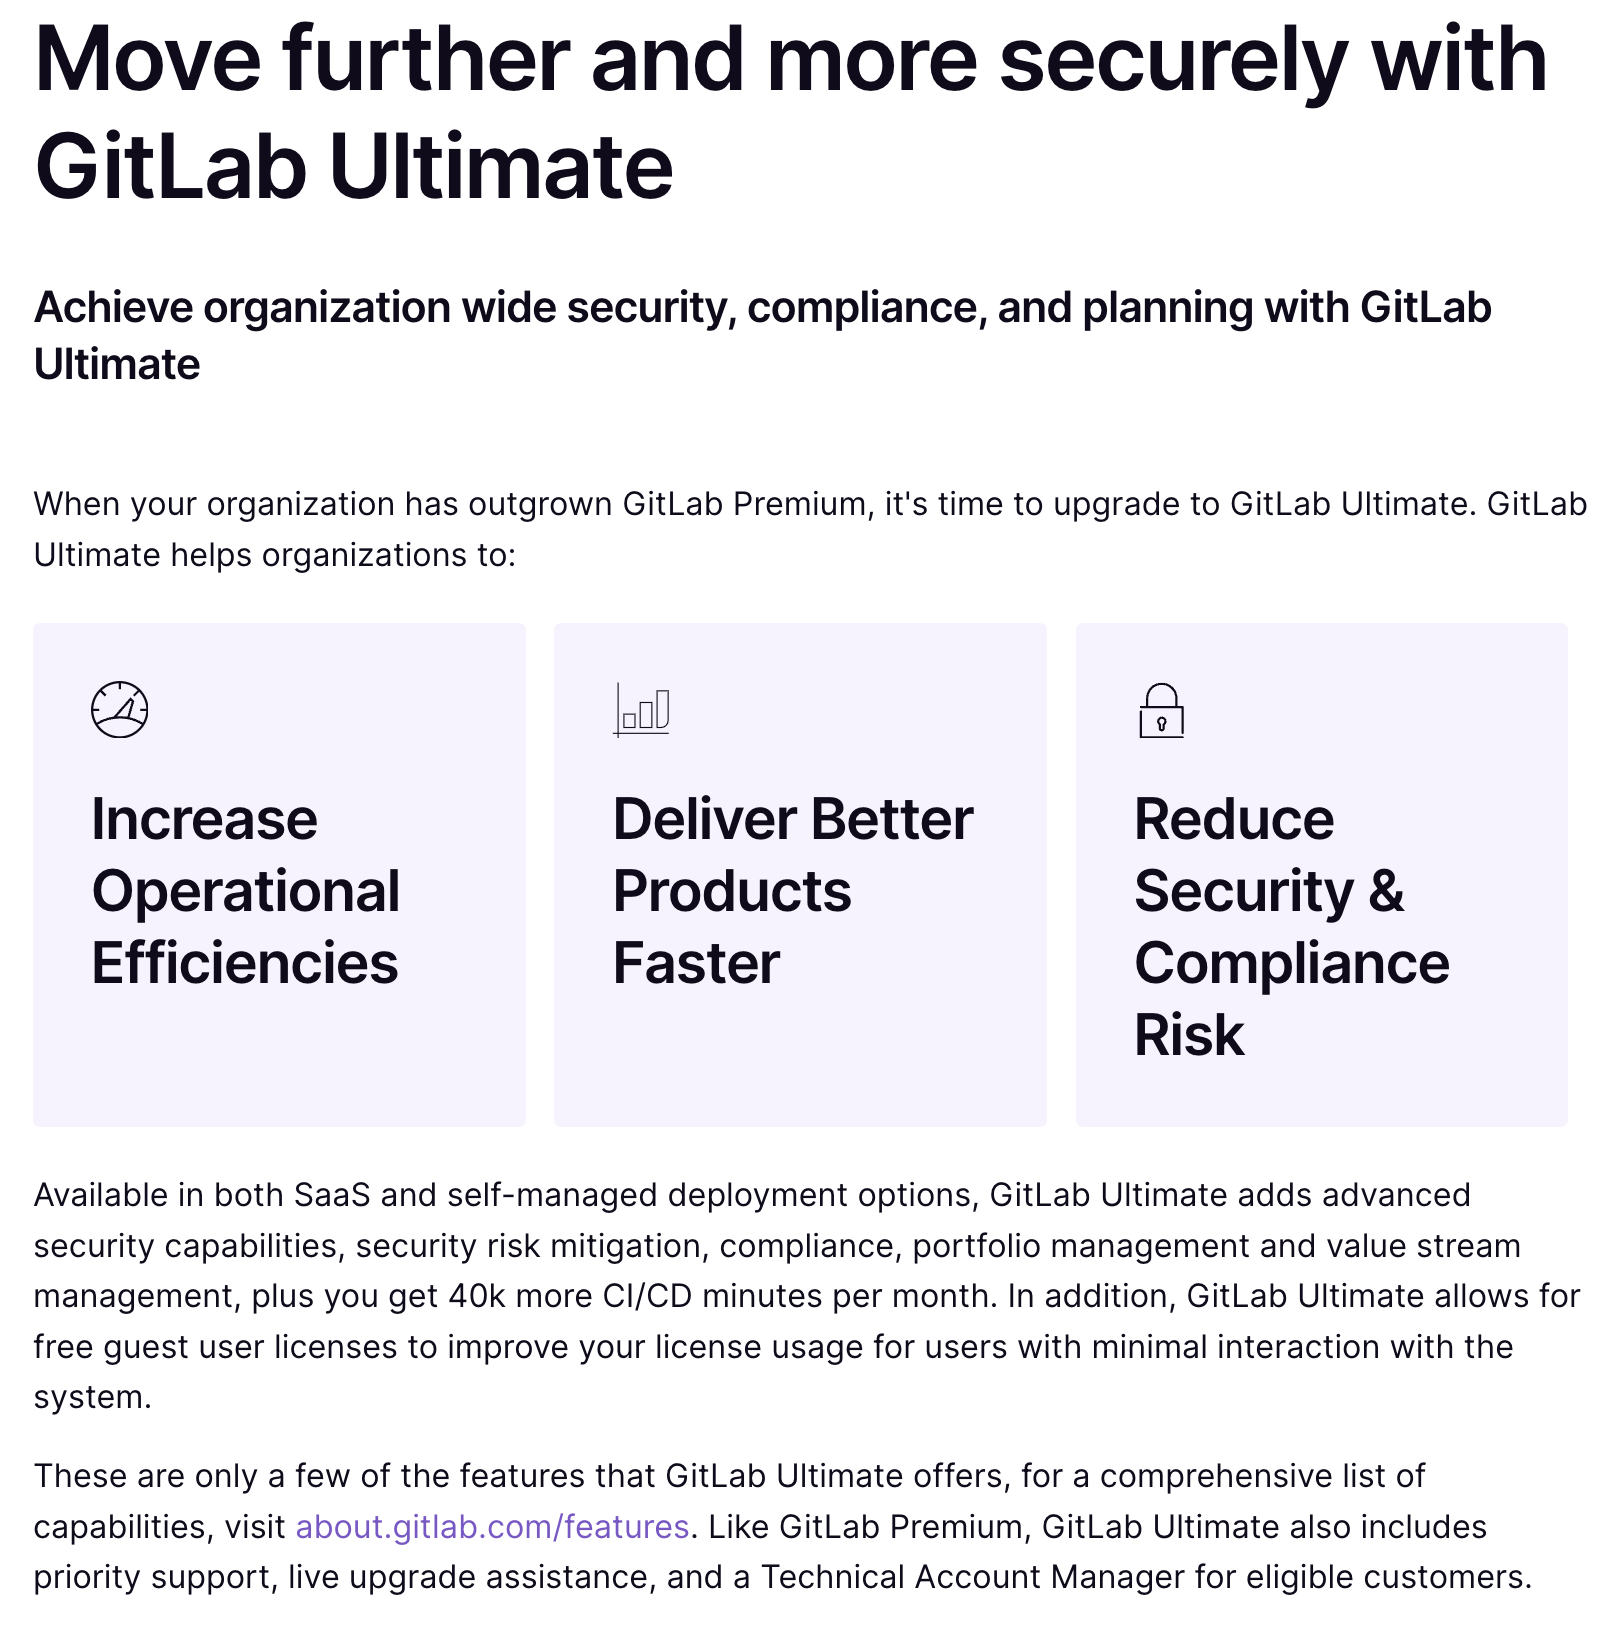 Move further and more securely with
GitLab Ultimate
Achieve organization wide security, compliance, and planning with GitLab
Ultimate
When your organization has outgrown GitLab Premium, it's time to upgrade to GitLab Ultimate. GitLab
Ultimate helps organizations to:
Increase
Operational
Efficiencies
Deliver Better
Products
Faster
Reduce
Security &
Compliance
Risk
Available in both SaaS and self-managed deployment options, GitLab Ultimate adds advanced
security capabilities, security risk mitigation, compliance, portfolio management and value stream
management, plus you get 40k more CI/CD minutes per month. In addition, GitLab Ultimate allows for
free guest user licenses to improve your license usage for users with minimal interaction with the
system.
These are only a few of the features that GitLab Ultimate offers, for a comprehensive list of
capabilities, visit about.gitlab.com/features. Like GitLab Premium, GitLab Ultimate also includes
priority support, live upgrade assistance, and a Technical Account Manager for eligible customers.